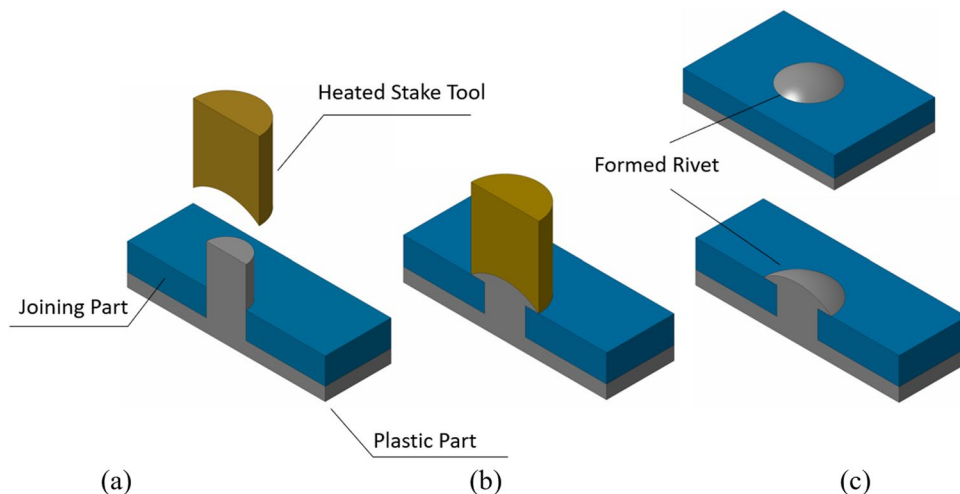 Heated Stake Tool
Formed Rivet
Joining Part
Plastic Part
(a)
(b)
(c)